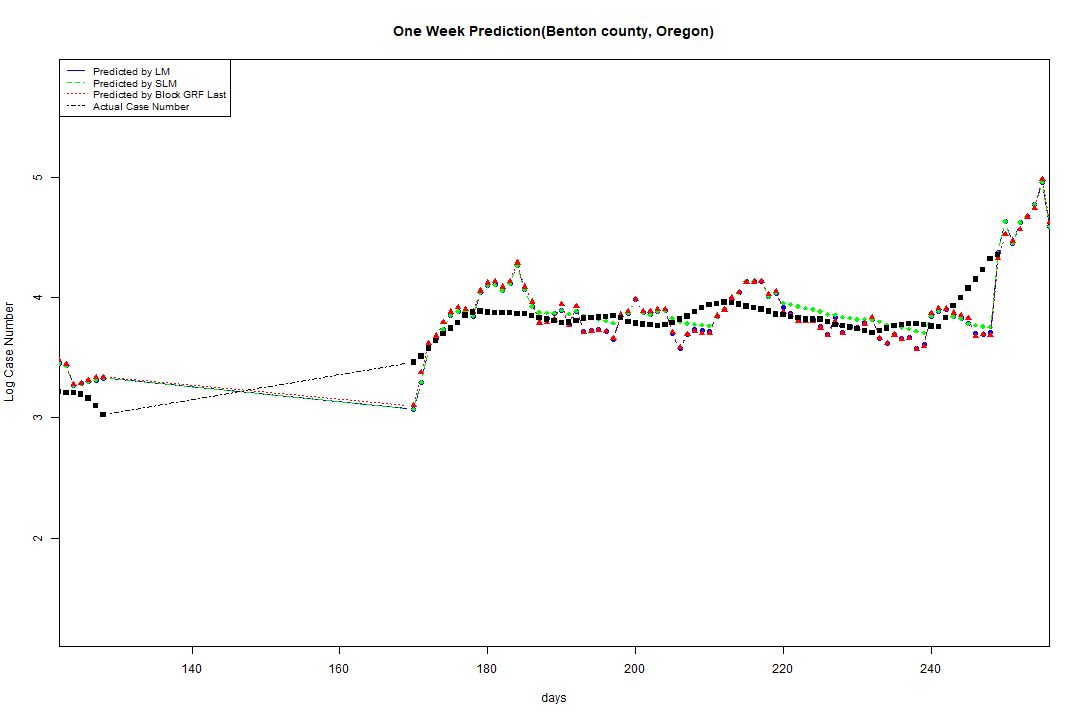 One Week Prediction(Benton county, Oregon)
Predicted by LM
Predicted by SLM
Predicted by Block GRF Last
Actual Case Number
Log Case Number
5
4
3
2
140 160 180 200 220 240
days